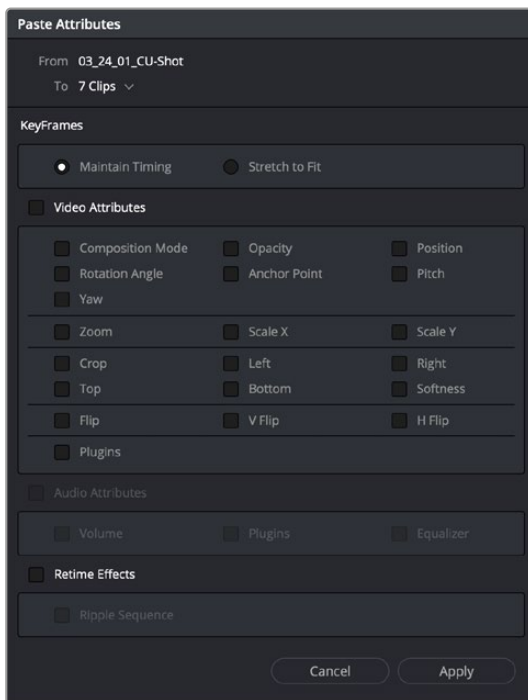 Paste Attributes
From 03_24_01_CU-Shot
To 7 Clips
KeyFrames
Maintain Timing Stretch to Fit
Video Attributes
Composition Mode Opacity Position
Rotation Angle Anchor Point Pitch
Yaw
Zoom Scale X Scale Y
Crop Left Right
Top Bottom Softness
Flip V Flip H Flip
Plugins
Audio Attributes
Volume Plugins Equalizer
Retime Effects
Ripple Sequence
Cancel Apply